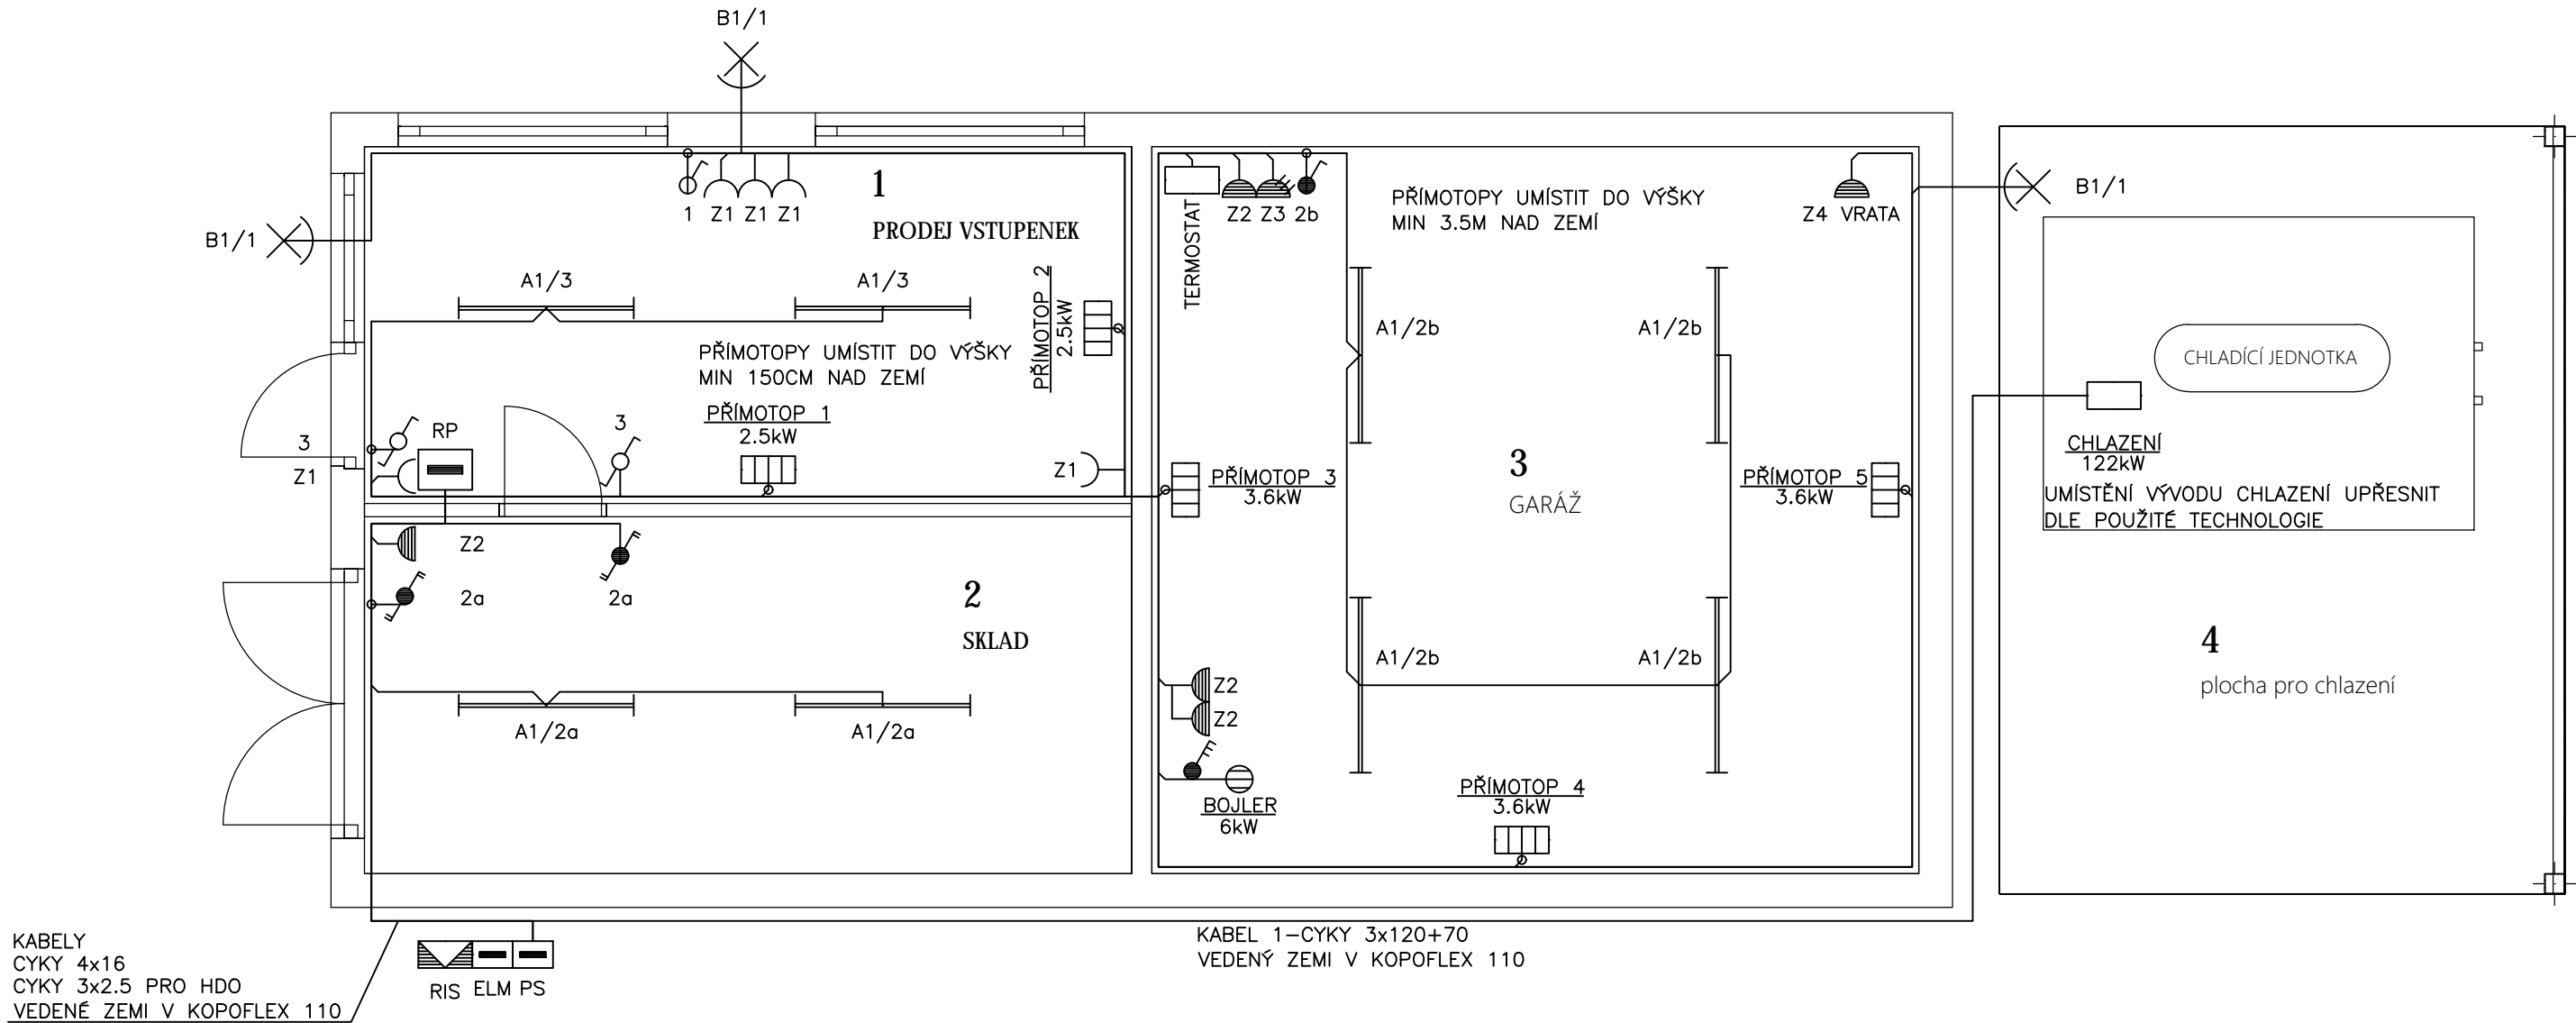 B1/1
B1/1
1
Z1
Z1
Z1
1
PRODEJ VSTUPENEK
A1/3
A1/3
PŘÍMOTOPY UMÍSTIT DO VÝŠKY
MIN 150CM NAD ZEMÍ
PŘÍMOTOP 2
2.5kW
PŘÍMOTOP 1
2.5kW
3
Z1
RP
3
Z1
Z2
2a
2a
2
SKLAD
A1/2a
A1/2a
TERMOSTAT
Z2
Z3
2b
PŘÍMOTOPY UMÍSTIT DO VÝŠKY
MIN 3.5M NAD ZEMÍ
Z4 VRATA
A1/2b
A1/2b
PŘÍMOTOP 3
3.6kW
3
GARÁŽ
PŘÍMOTOP 5
3.6kW
A1/2b
A1/2b
Z2
Z2
BOJLER
6kW
PŘÍMOTOP 4
3.6kW
B1/1
CHLADÍCÍ JEDNOTKA
CHLAZENÍ
122kW
UMÍSTĚNÍ VÝVODU CHLAZENÍ UPŘESNIT
DLE POUŽITÉ TECHNOLOGIE
4
plocha pro chlazení
KABELY
CYKY 4x16
CYKY 3x2.5 PRO HDO
VEDENÉ ZEMI V KOPOFLEX 110
RIS
ELM
PS
KABEL 1-CYKY 3x120+70
VEDENÝ ZEMI V KOPOFLEX 110